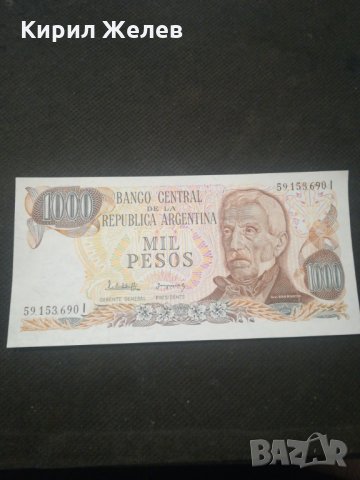 Кирил Желев
1000
BANCO CENTRAL
DE LA
REPUBLICA ARGENTINA
59.153.690 I
MIL
PESOS
1000
59.153.690 I
GERENTE GENERAL
PRESIDENTE
BAZAR